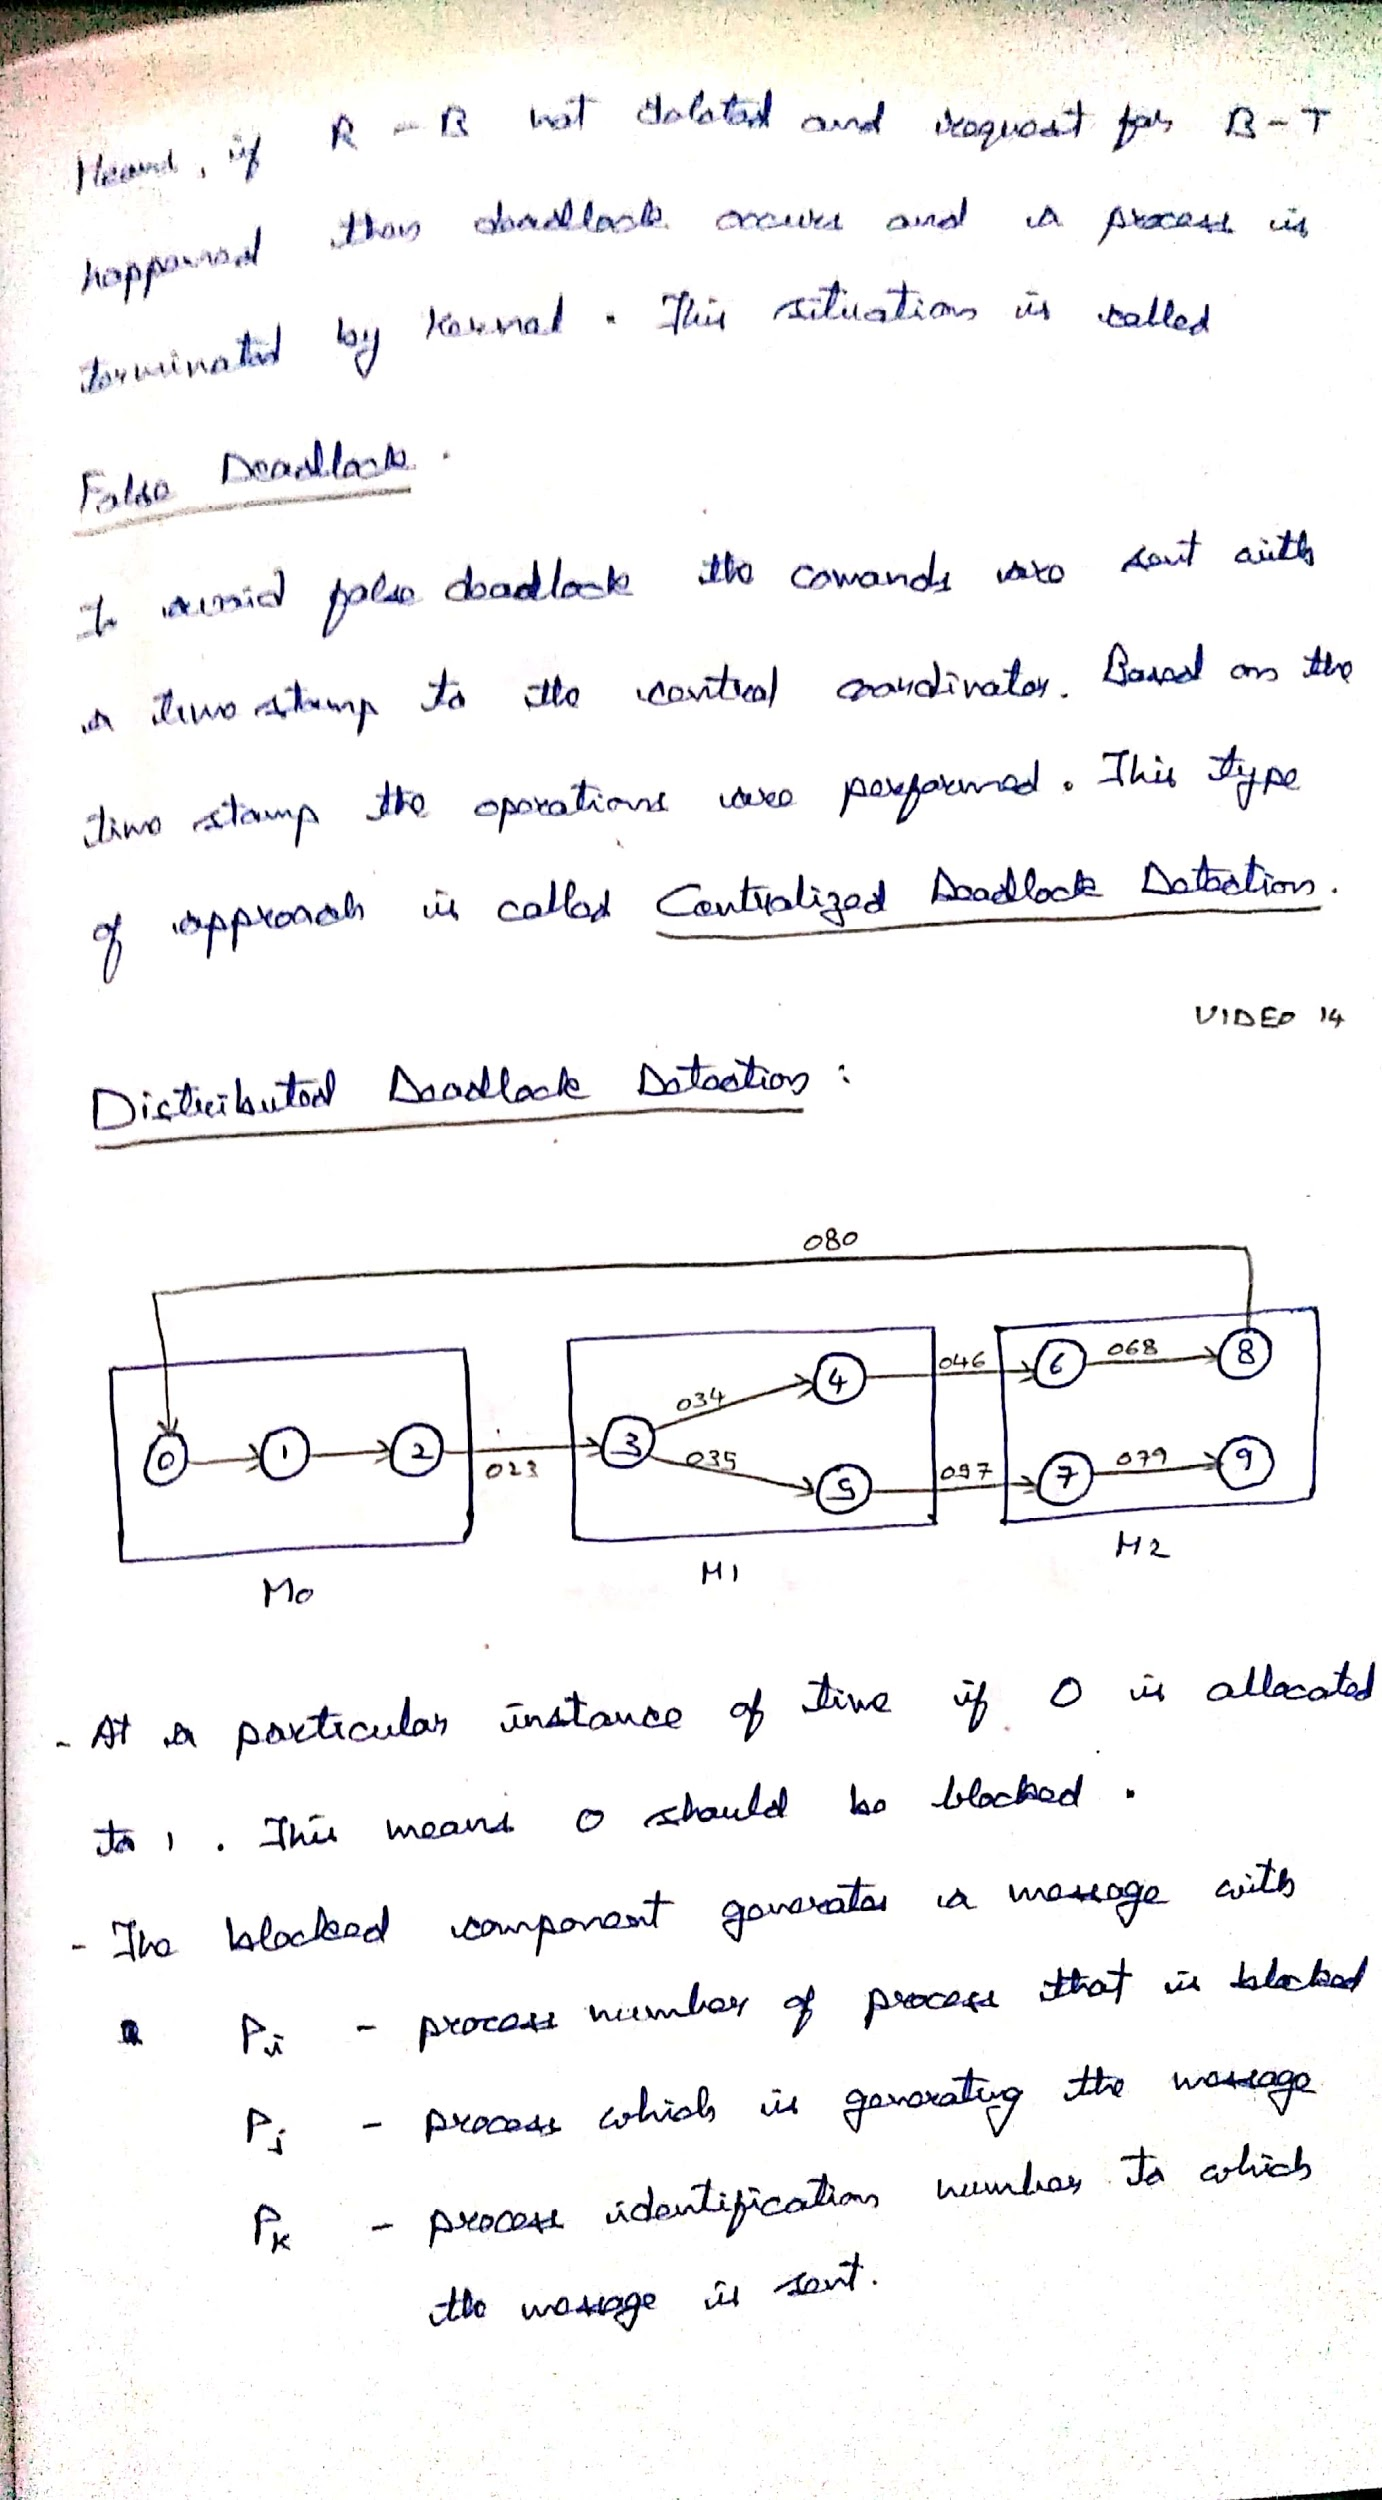 Hence, if R - B not deleted and request for B - T
happened then deadlock occurs and a process is
terminated by Kernel. This situation is called
False Deadlock.
To avoid false deadlock the comands are sent with
a time stamp to the central coordinator. Based on the
time stamp the operations were performed. This type
of approach is called Centralized Deadlock Detection.
VIDEO 14
Distributed Deadlock Detection :
080
046 6 068 8
034 4
0 1 2 023 3
035 5 057 7 079 9
M0 M1 M2
- At a particular instance of time if 0 is allocated
to 1. This means 0 should be blocked.
- The blocked component generates a message with
Pi - process number of process that is blocked
Pj - process which is generating the message
Pk - process identification number to which
the message is sent.